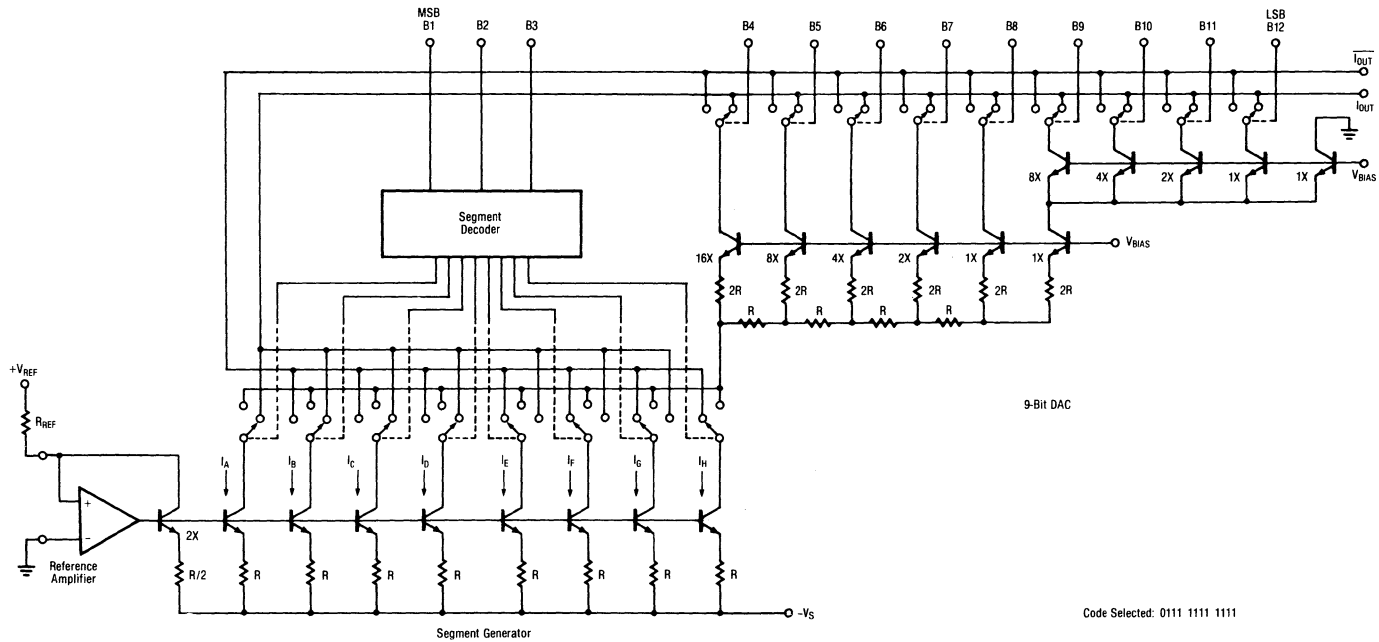 MSB
B1 B2 B3 B4 B5 B6 B7 B8 B9 B10 B11 LSB
B12
I̅O̅U̅T̅
IOUT
8X 4X 2X 1X 1X VBIAS
Segment
Decoder
VBIAS
16X 8X 4X 2X 1X 1X
2R 2R 2R 2R 2R 2R
R R R R
+VREF
RREF
9-Bit DAC
IA IB IC ID IE IF IG IH
+
-
2X
Reference
Amplifier
R/2 R R R R R R R R
-VS
Code Selected: 0111 1111 1111
Segment Generator